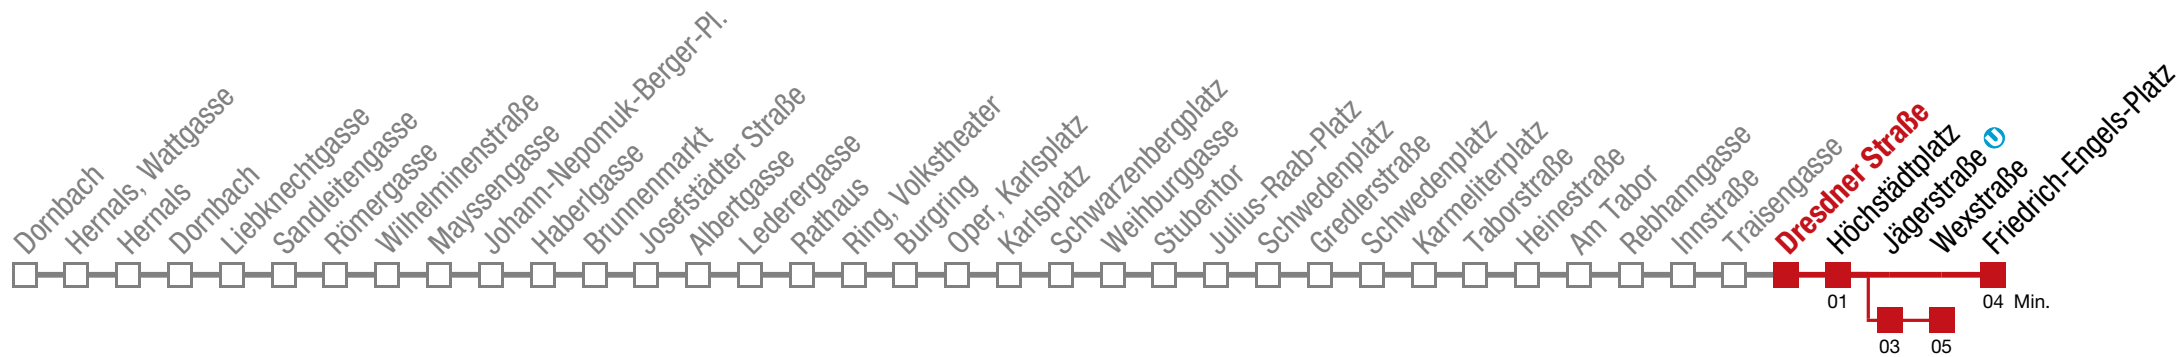 Dornbach
Hernals, Wattgasse
Hernals
Dornbach
Liebknechtgasse
Sandleitengasse
Römergasse
Wilhelminenstraße
Mayssengasse
Johann-Nepomuk-Berger-Pl.
Haberlgasse
Brunnenmarkt
Josefstädter Straße
Albertgasse
Lederergasse
Rathaus
Ring, Volkstheater
Burgring
Oper, Karlsplatz
Karlsplatz
Schwarzenbergplatz
Weihburggasse
Stubentor
Julius-Raab-Platz
Schwedenplatz
Gredlerstraße
Schwedenplatz
Karmeliterplatz
Taborstraße
Heinestraße
Am Tabor
Rebhanngasse
Innstraße
Traisengasse
Dresdner Straße
Höchstädtplatz
Jägerstraße U
Wexstraße
Friedrich-Engels-Platz
01
04 Min.
03
05